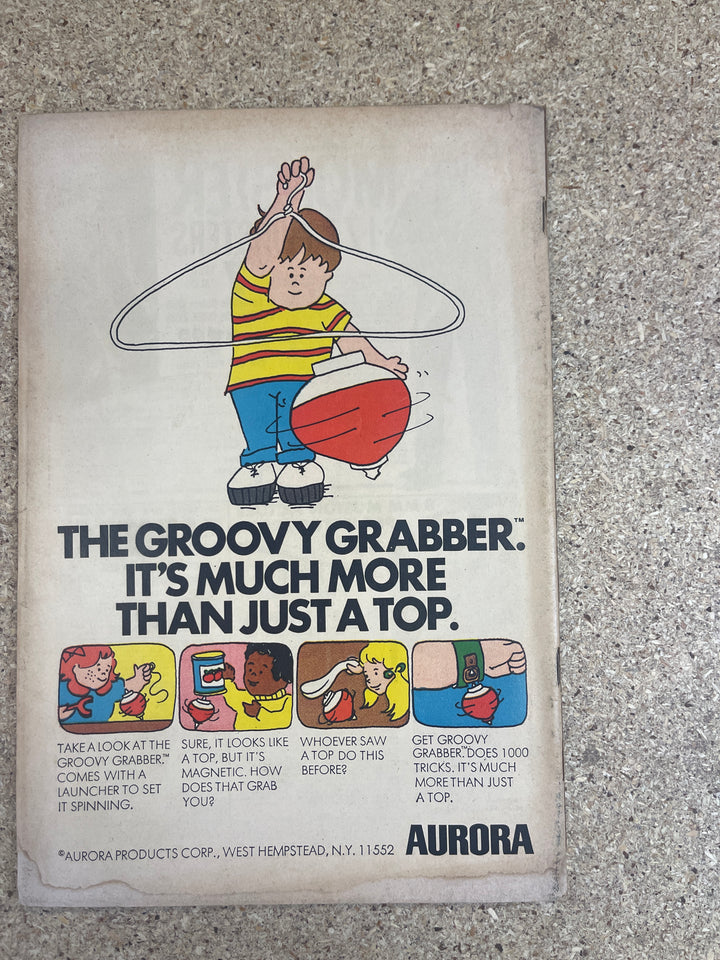 THE GROOVY GRABBER.™
IT'S MUCH MORE
THAN JUST A TOP.
TAKE A LOOK AT THE
GROOVY GRABBER.™
COMES WITH A
LAUNCHER TO SET
IT SPINNING.
SURE, IT LOOKS LIKE
A TOP, BUT IT'S
MAGNETIC. HOW
DOES THAT GRAB
YOU?
WHOEVER SAW
A TOP DO THIS
BEFORE?
GET GROOVY
GRABBER.™DOES 1000
TRICKS. IT'S MUCH
MORE THAN JUST
A TOP.
©AURORA PRODUCTS CORP., WEST HEMPSTEAD, N.Y. 11552
AURORA